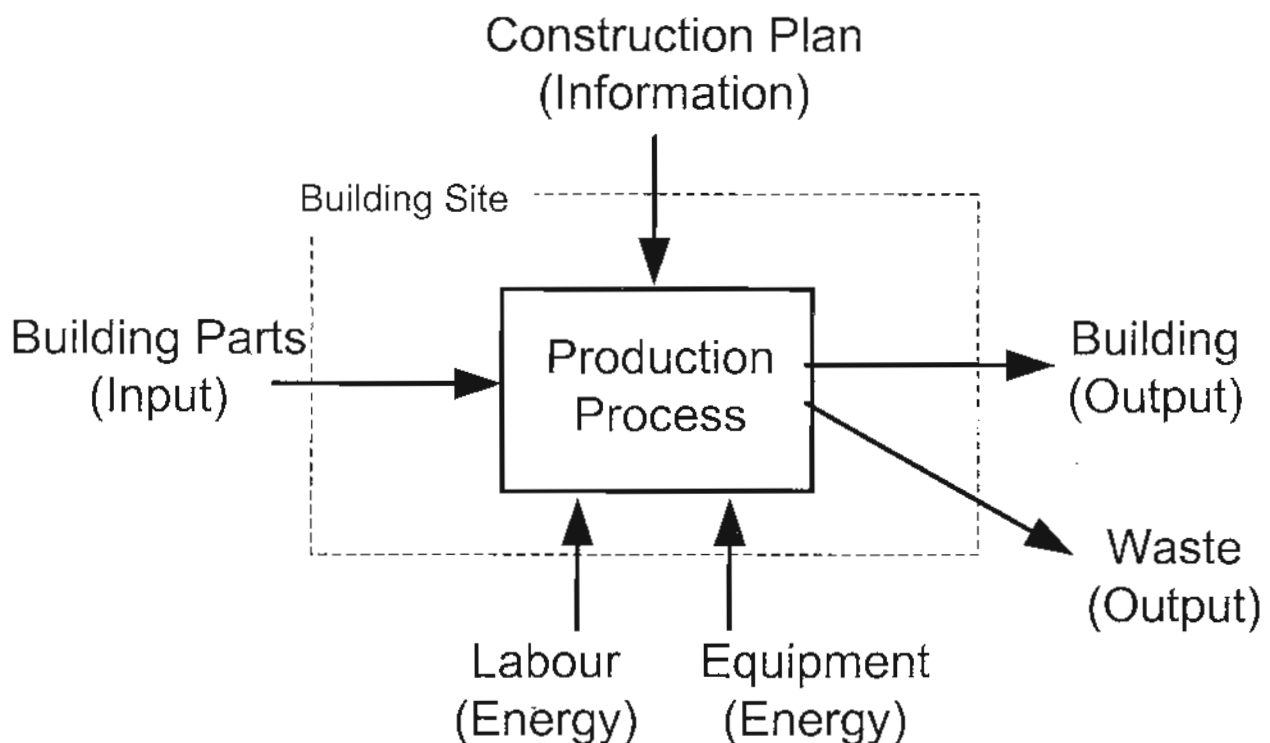 Construction Plan
(Information)
Building Site
Building Parts
(Input)
Production
Process
Building
(Output)
Waste
(Output)
Labour
(Energy)
Equipment
(Energy)